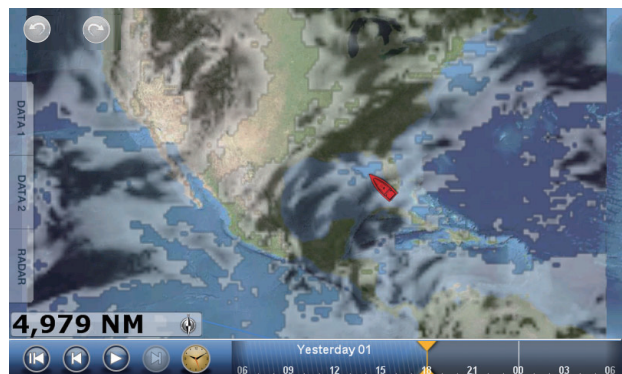 DATA 1
DATA 2
RADAR
4,979 NM
Yesterday 01
06 09 12 15 18 21 00 03 06